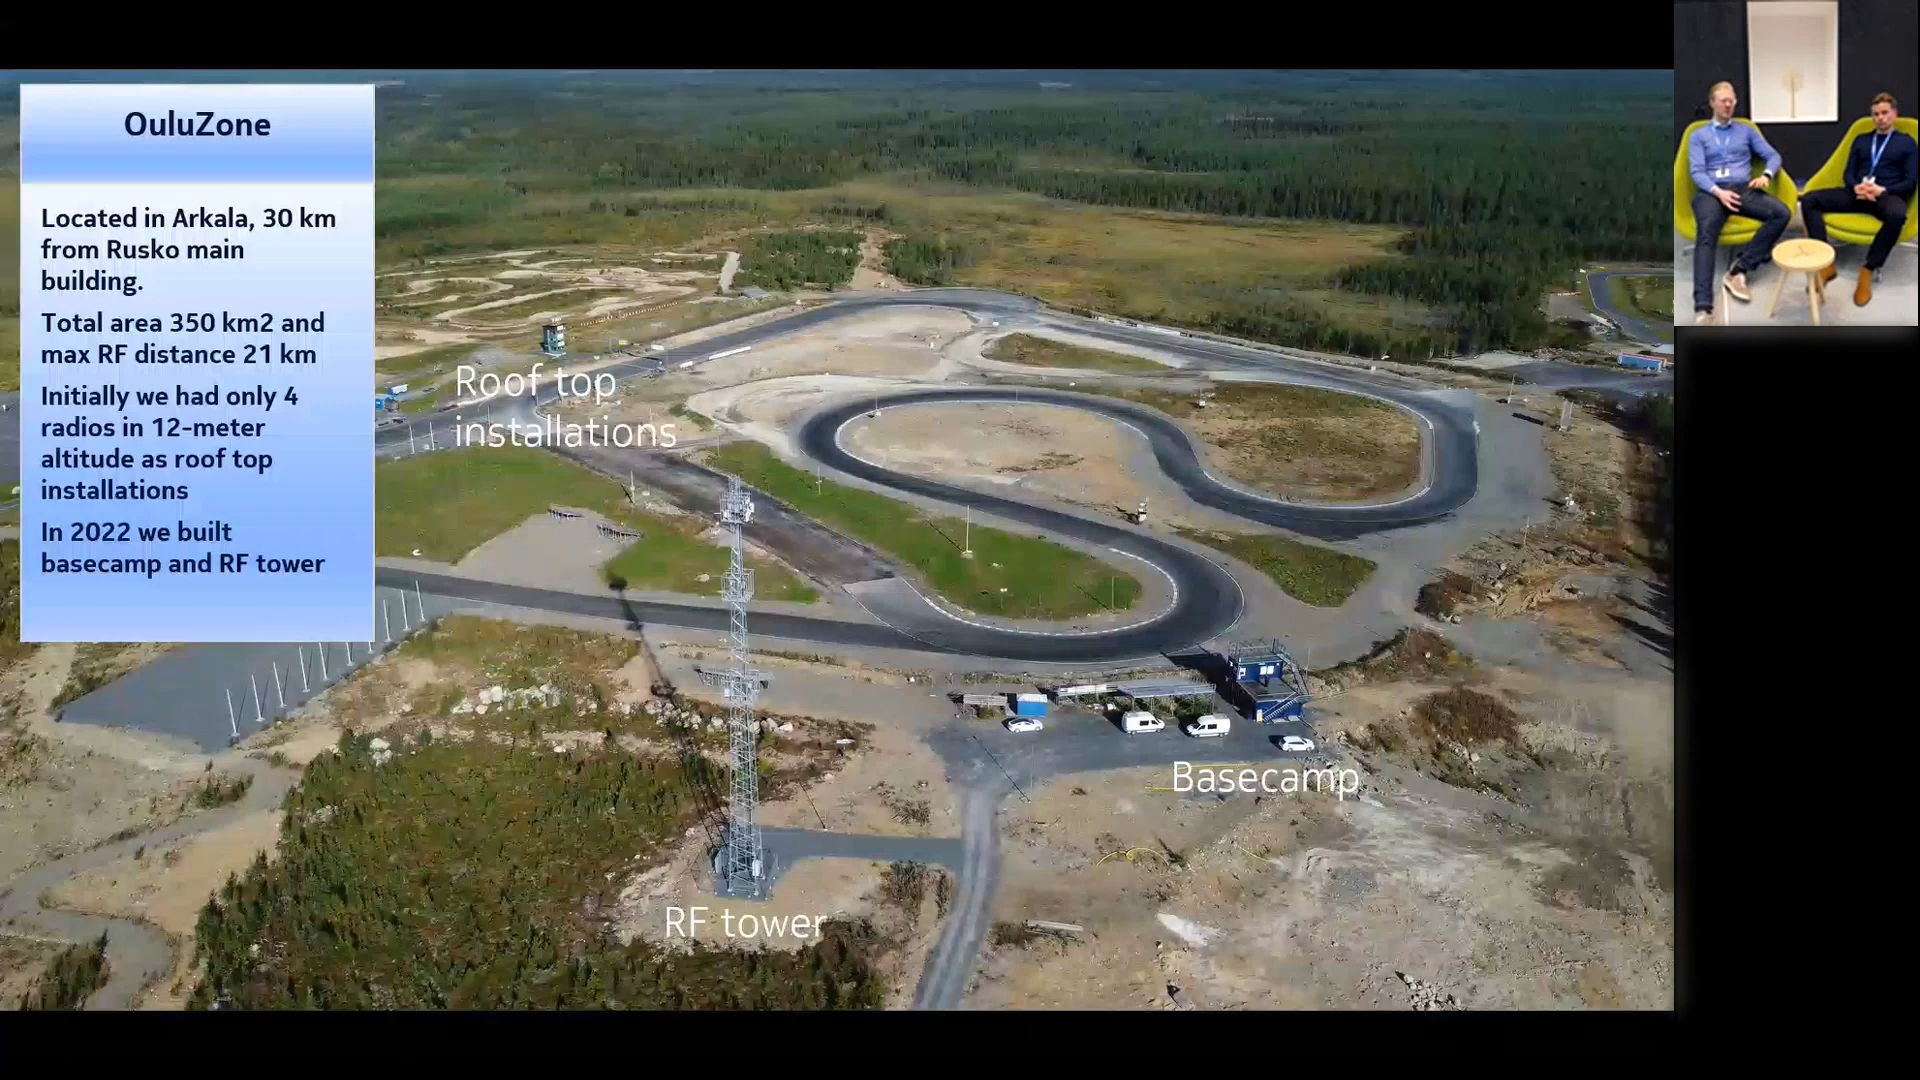 OuluZone
Located in Arkala, 30 km
from Rusko main
building.
Total area 350 km2 and
max RF distance 21 km
Initially we had only 4
radios in 12-meter
altitude as roof top
installations
In 2022 we built
basecamp and RF tower
Roof top
installations
Basecamp
RF tower